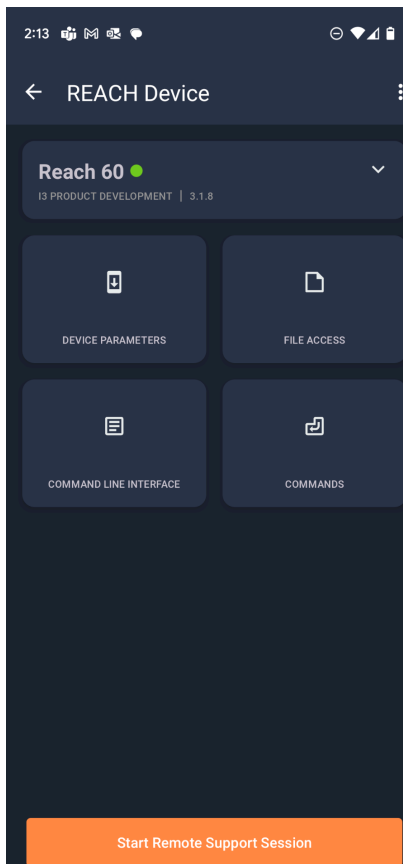 2:13
REACH Device
Reach 60
I3 PRODUCT DEVELOPMENT | 3.1.8
DEVICE PARAMETERS
FILE ACCESS
COMMAND LINE INTERFACE
COMMANDS
Start Remote Support Session